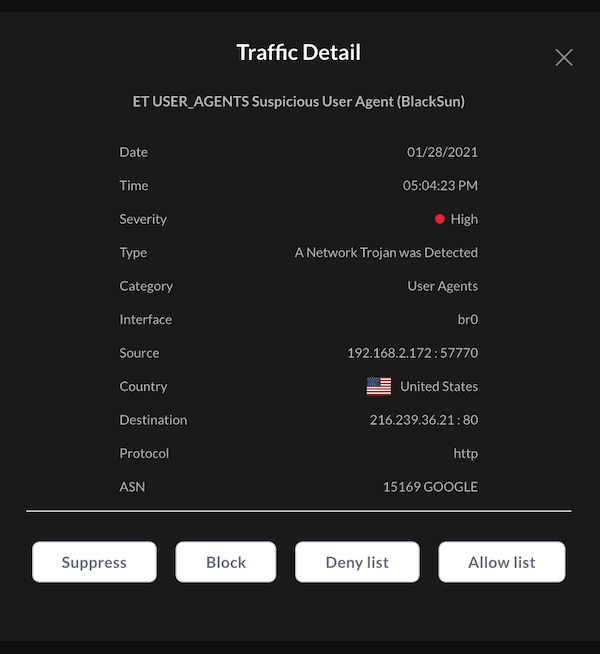 Traffic Detail
ET USER_AGENTS Suspicious User Agent (BlackSun)
Date 01/28/2021
Time 05:04:23 PM
Severity High
Type A Network Trojan was Detected
Category User Agents
Interface br0
Source 192.168.2.172 : 57770
Country United States
Destination 216.239.36.21 : 80
Protocol http
ASN 15169 GOOGLE
Suppress Block Deny list Allow list